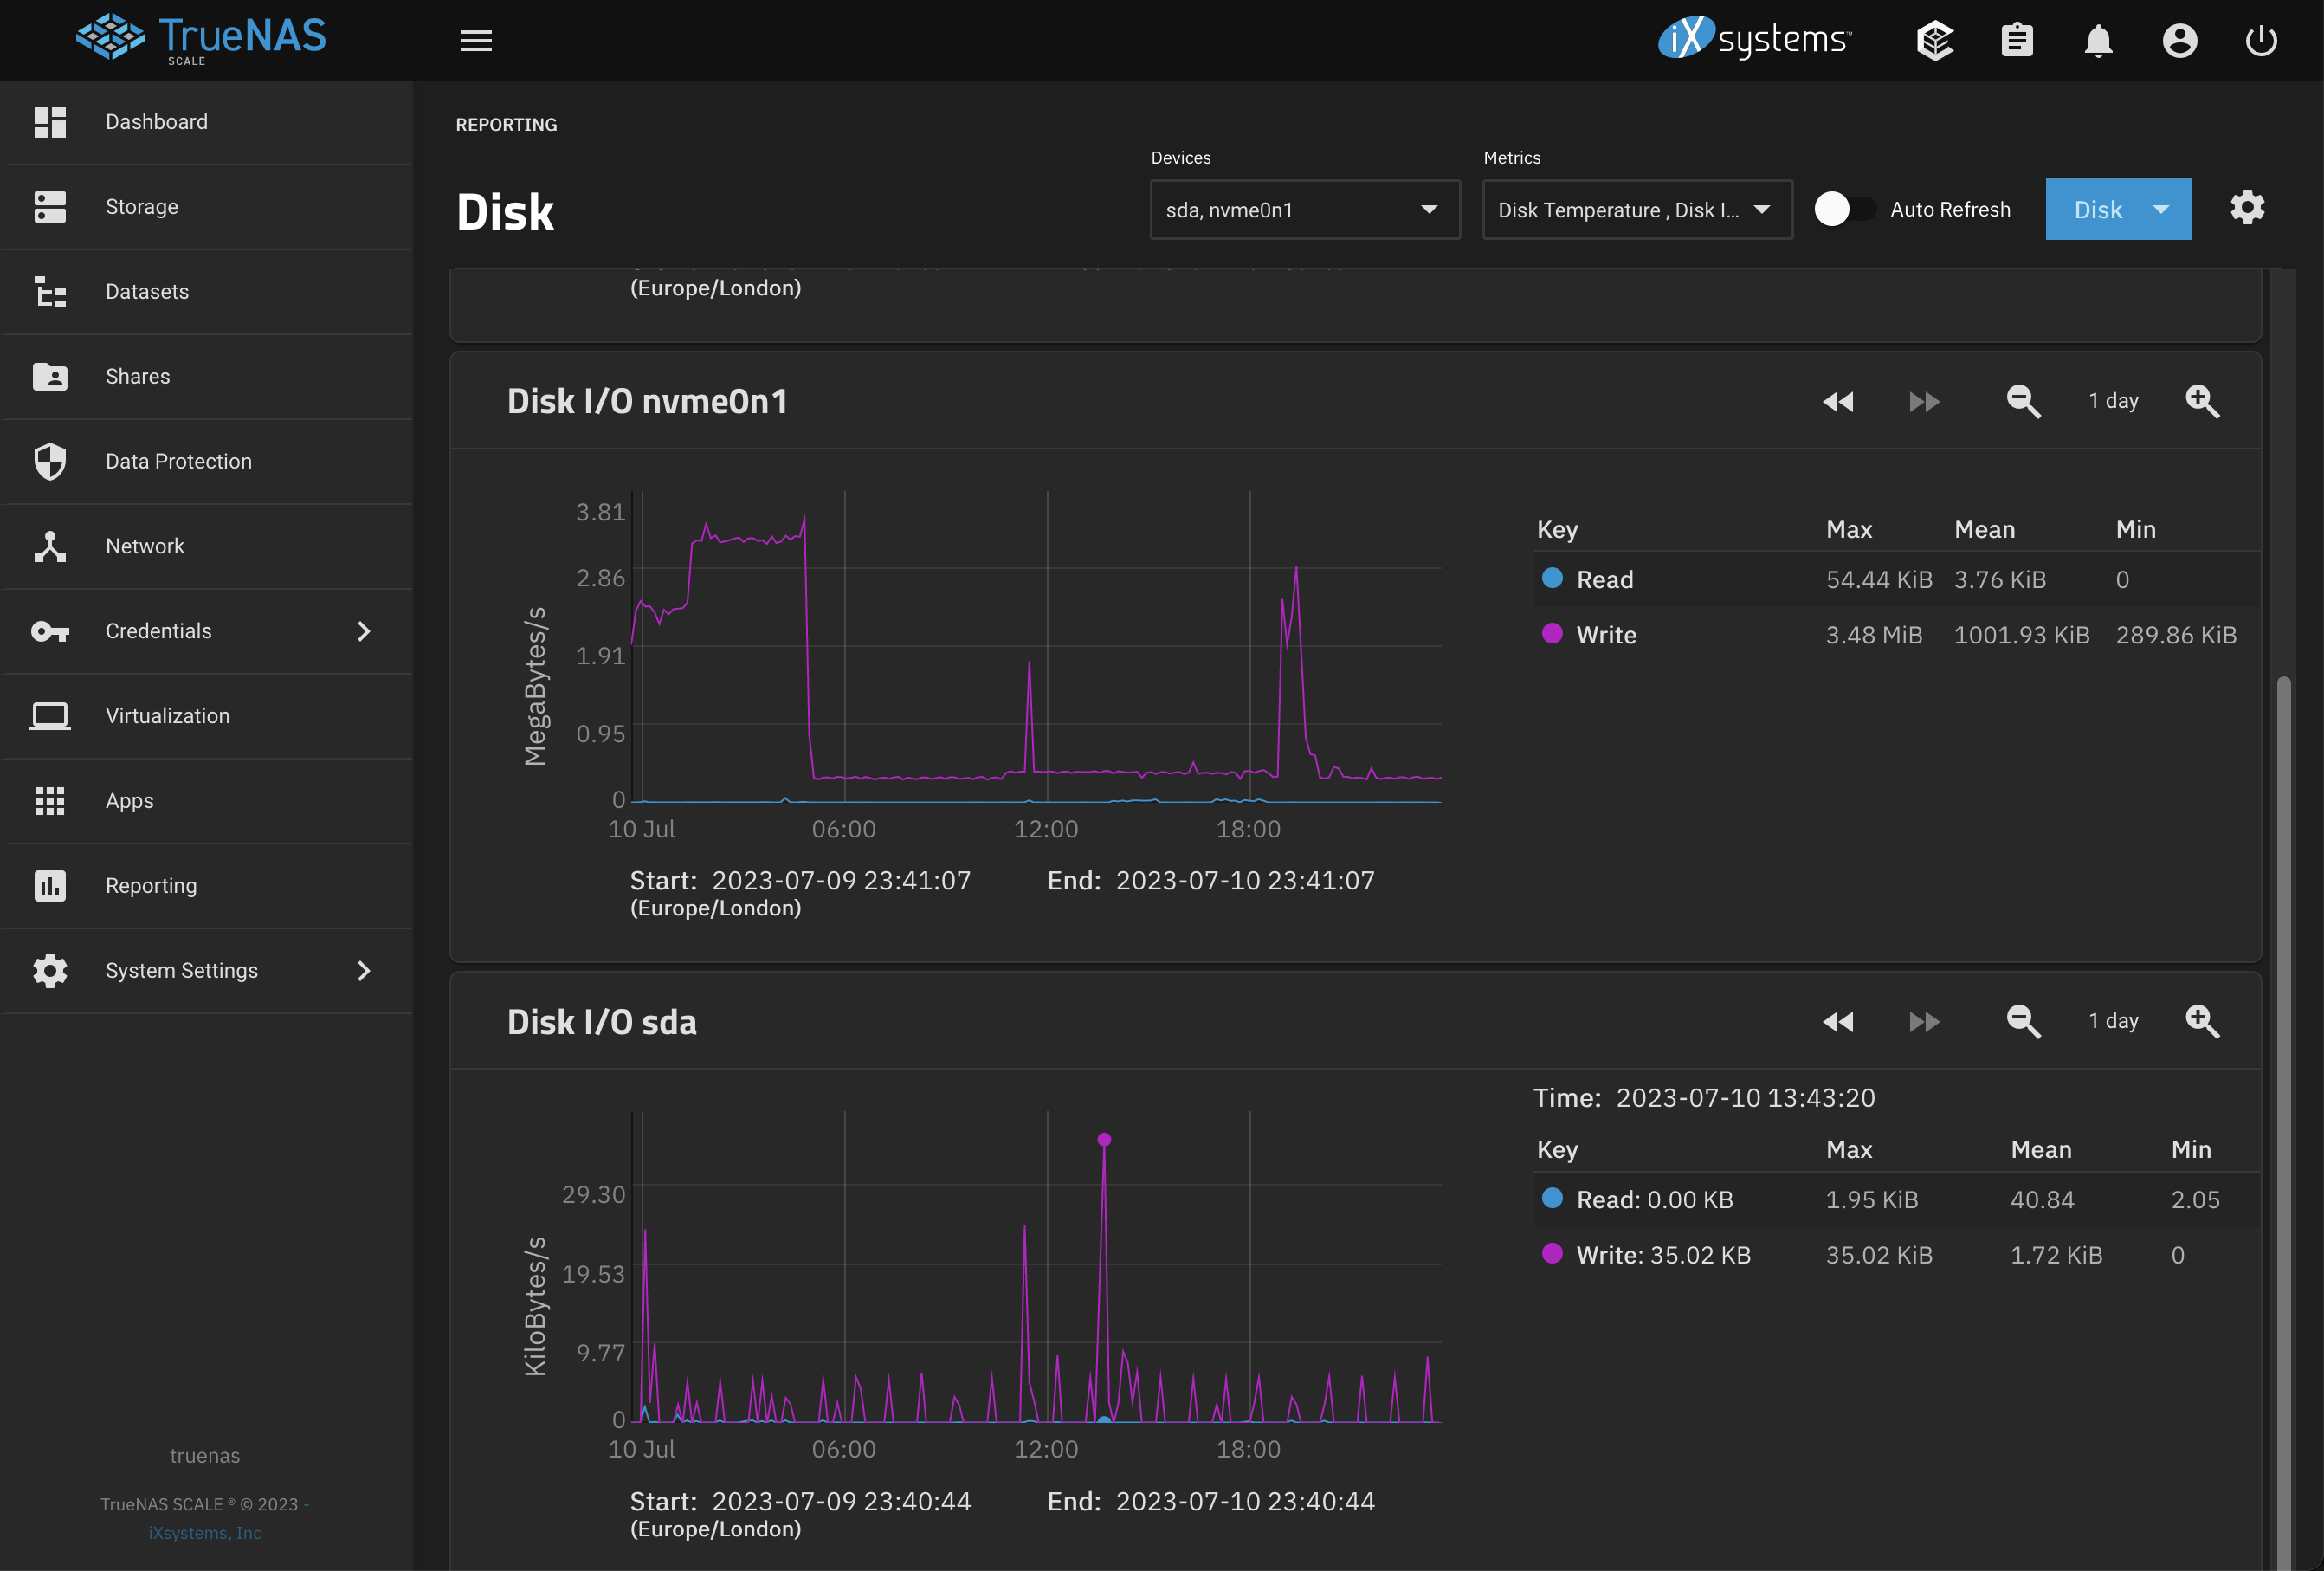 TrueNAS
SCALE
iXsystems™
Dashboard
Storage
Datasets
Shares
Data Protection
Network
Credentials
Virtualization
Apps
Reporting
System Settings
truenas
TrueNAS SCALE ® © 2023 -
iXsystems, Inc
REPORTING
Disk
Devices
sda, nvme0n1
Metrics
Disk Temperature , Disk I...
Auto Refresh
Disk
(Europe/London)
Disk I/O nvme0n1
1 day
MegaBytes/s
3.81
2.86
1.91
0.95
0
10 Jul 06:00 12:00 18:00
Start: 2023-07-09 23:41:07 End: 2023-07-10 23:41:07
(Europe/London)
Key Max Mean Min
Read 54.44 KiB 3.76 KiB 0
Write 3.48 MiB 1001.93 KiB 289.86 KiB
Disk I/O sda
1 day
KiloBytes/s
29.30
19.53
9.77
0
10 Jul 06:00 12:00 18:00
Start: 2023-07-09 23:40:44 End: 2023-07-10 23:40:44
(Europe/London)
Time: 2023-07-10 13:43:20
Key Max Mean Min
Read: 0.00 KB 1.95 KiB 40.84 2.05
Write: 35.02 KB 35.02 KiB 1.72 KiB 0